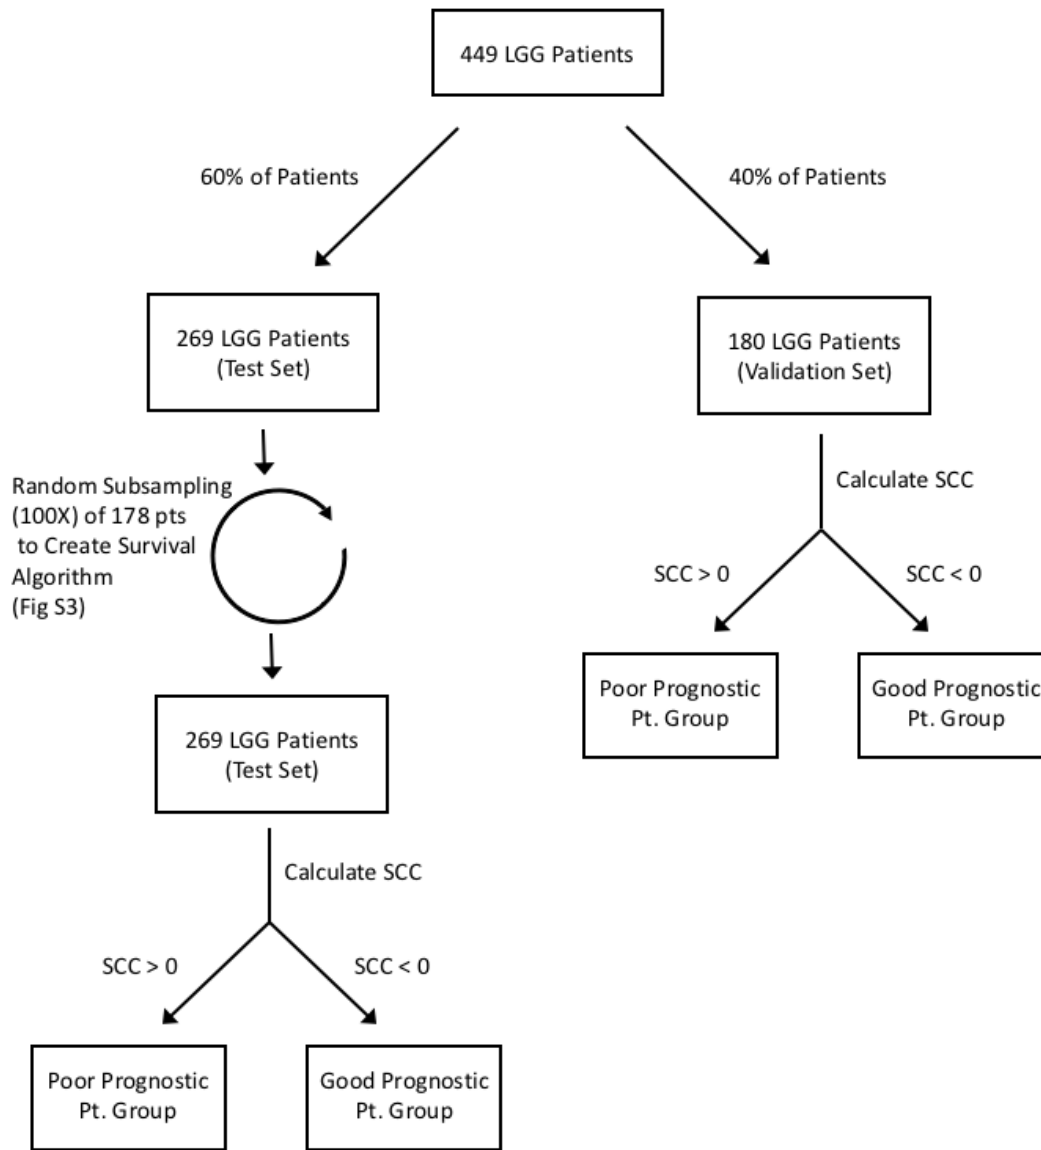 449 LGG Patients
60% of Patients
40% of Patients
269 LGG Patients
(Test Set)
180 LGG Patients
(Validation Set)
Random Subsampling
(100X) of 178 pts
to Create Survival
Algorithm
(Fig S3)
Calculate SCC
SCC > 0
SCC < 0
Poor Prognostic
Pt. Group
Good Prognostic
Pt. Group
269 LGG Patients
(Test Set)
Calculate SCC
SCC > 0
SCC < 0
Poor Prognostic
Pt. Group
Good Prognostic
Pt. Group